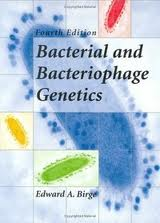 Fourth Edition
Bacterial and
Bacteriophage
Genetics
Edward A. Birge